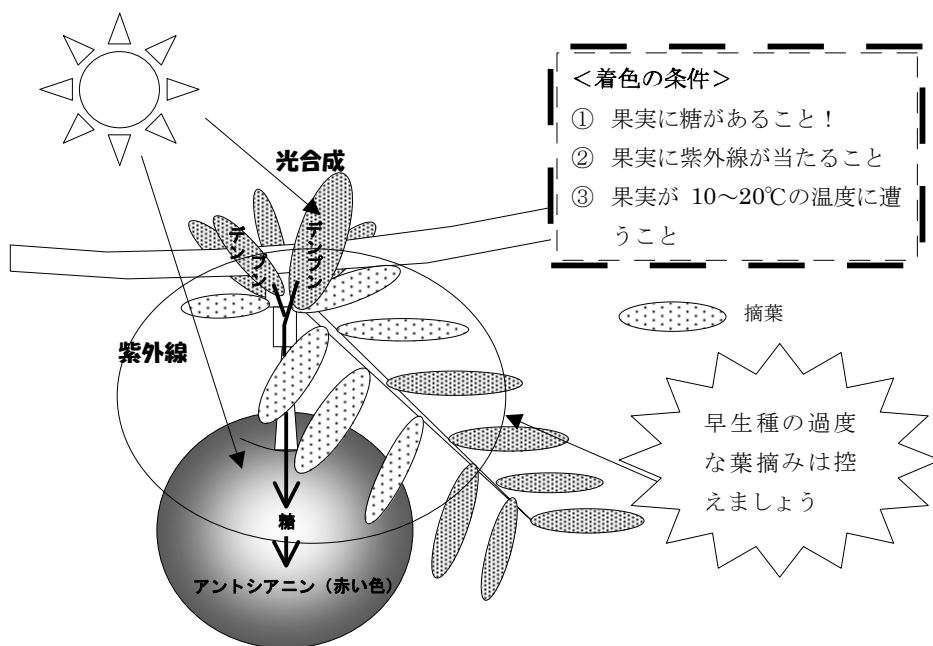 ＜着色の条件＞
① 果実に糖があること！
② 果実に紫外線が当たること
③ 果実が 10～20℃の温度に遭
うこと
光合成
デンプン
デンプン
摘葉
紫外線
早生種の過度
な葉摘みは控
えましょう
糖
アントシアニン（赤い色）